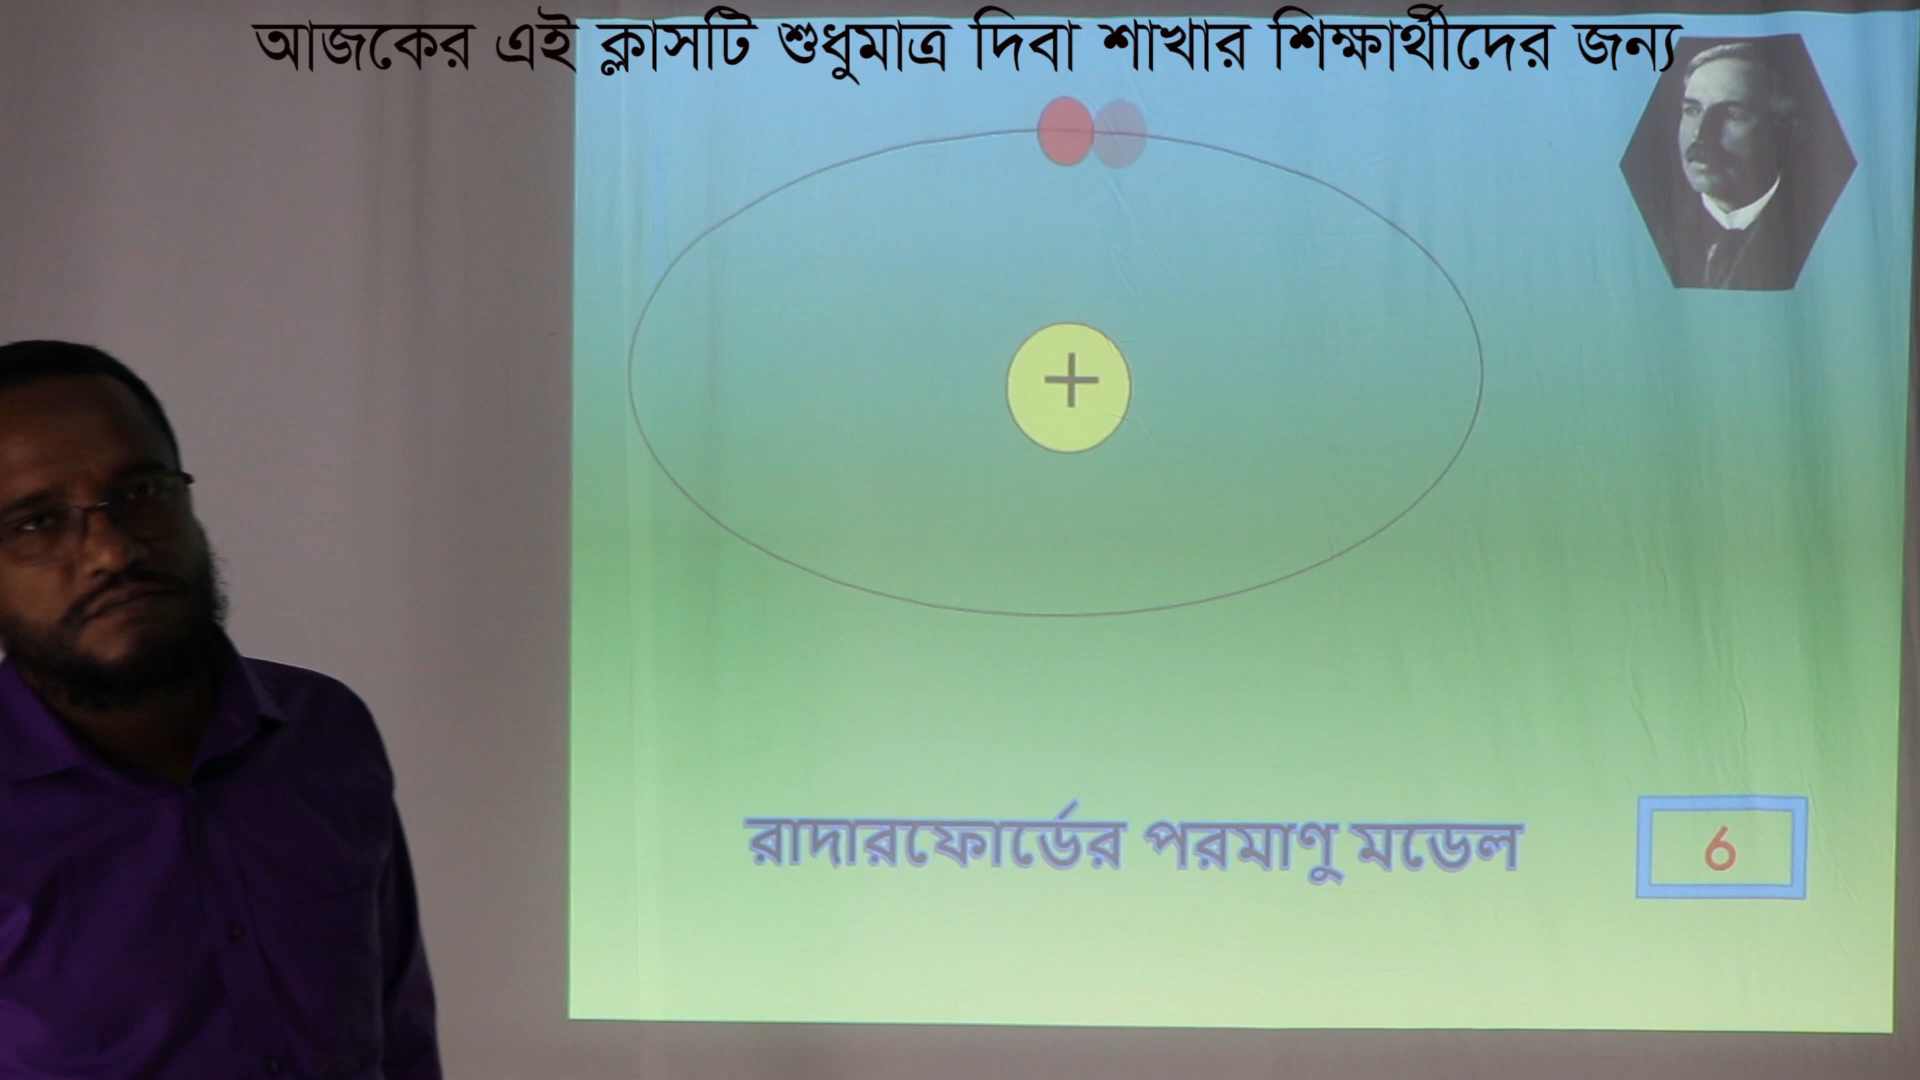 আজকের এই ক্লাসটি শুধুমাত্র দিবা শাখার শিক্ষার্থীদের জন্য
+
রাদারফোর্ডের পরমাণু মডেল
6